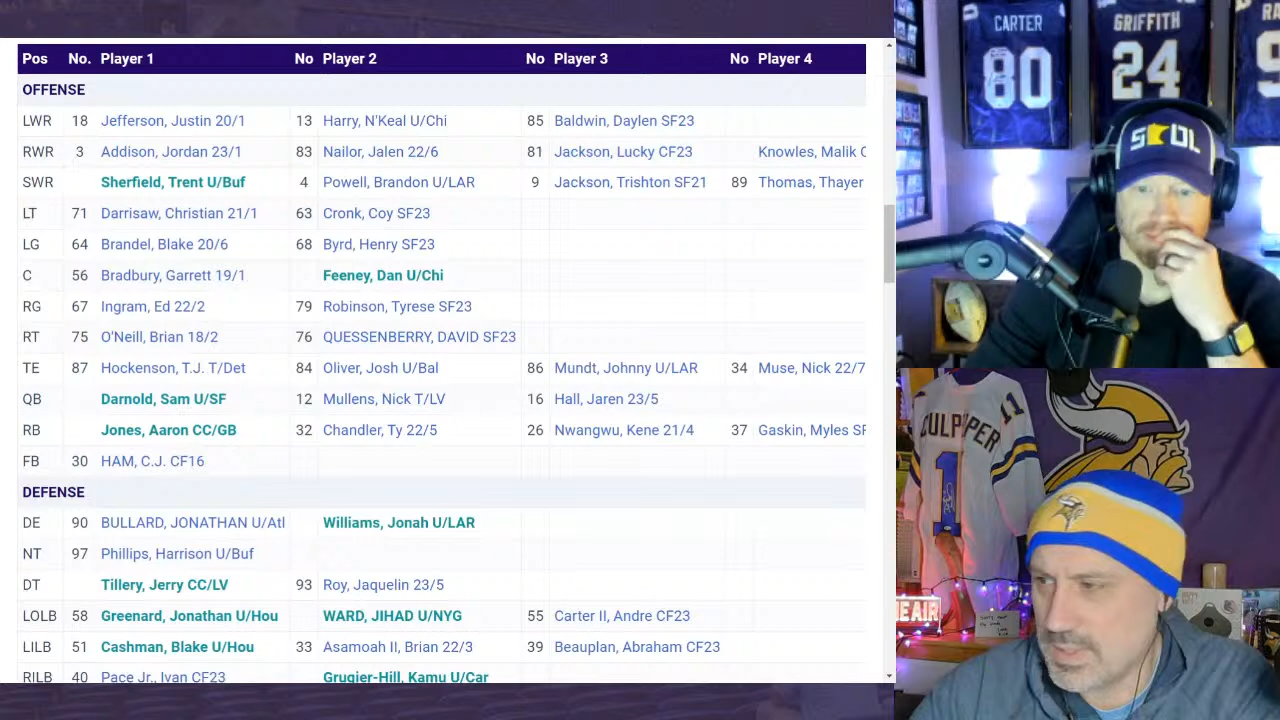 Pos No. Player 1 No Player 2 No Player 3 No Player 4
OFFENSE
LWR 18 Jefferson, Justin 20/1 13 Harry, N'Keal U/Chi 85 Baldwin, Daylen SF23
RWR 3 Addison, Jordan 23/1 83 Nailor, Jalen 22/6 81 Jackson, Lucky CF23 Knowles, Malik C
SWR Sherfield, Trent U/Buf 4 Powell, Brandon U/LAR 9 Jackson, Trishton SF21 89 Thomas, Thayer
LT 71 Darrisaw, Christian 21/1 63 Cronk, Coy SF23
LG 64 Brandel, Blake 20/6 68 Byrd, Henry SF23
C 56 Bradbury, Garrett 19/1 Feeney, Dan U/Chi
RG 67 Ingram, Ed 22/2 79 Robinson, Tyrese SF23
RT 75 O'Neill, Brian 18/2 76 QUESSENBERRY, DAVID SF23
TE 87 Hockenson, T.J. T/Det 84 Oliver, Josh U/Bal 86 Mundt, Johnny U/LAR 34 Muse, Nick 22/7
QB Darnold, Sam U/SF 12 Mullens, Nick T/LV 16 Hall, Jaren 23/5
RB Jones, Aaron CC/GB 32 Chandler, Ty 22/5 26 Nwangwu, Kene 21/4 37 Gaskin, Myles SF
FB 30 HAM, C.J. CF16
DEFENSE
DE 90 BULLARD, JONATHAN U/Atl Williams, Jonah U/LAR
NT 97 Phillips, Harrison U/Buf
DT Tillery, Jerry CC/LV 93 Roy, Jaquelin 23/5
LOLB 58 Greenard, Jonathan U/Hou WARD, JIHAD U/NYG 55 Carter II, Andre CF23
LILB 51 Cashman, Blake U/Hou 33 Asamoah II, Brian 22/3 39 Beauplan, Abraham CF23
RILB 40 Pace Jr., Ivan CF23 Grugier-Hill, Kamu U/Car
CARTER
80
GRIFFITH
24
RA
9
SKOL
CULPEPPER
11
1
AIR